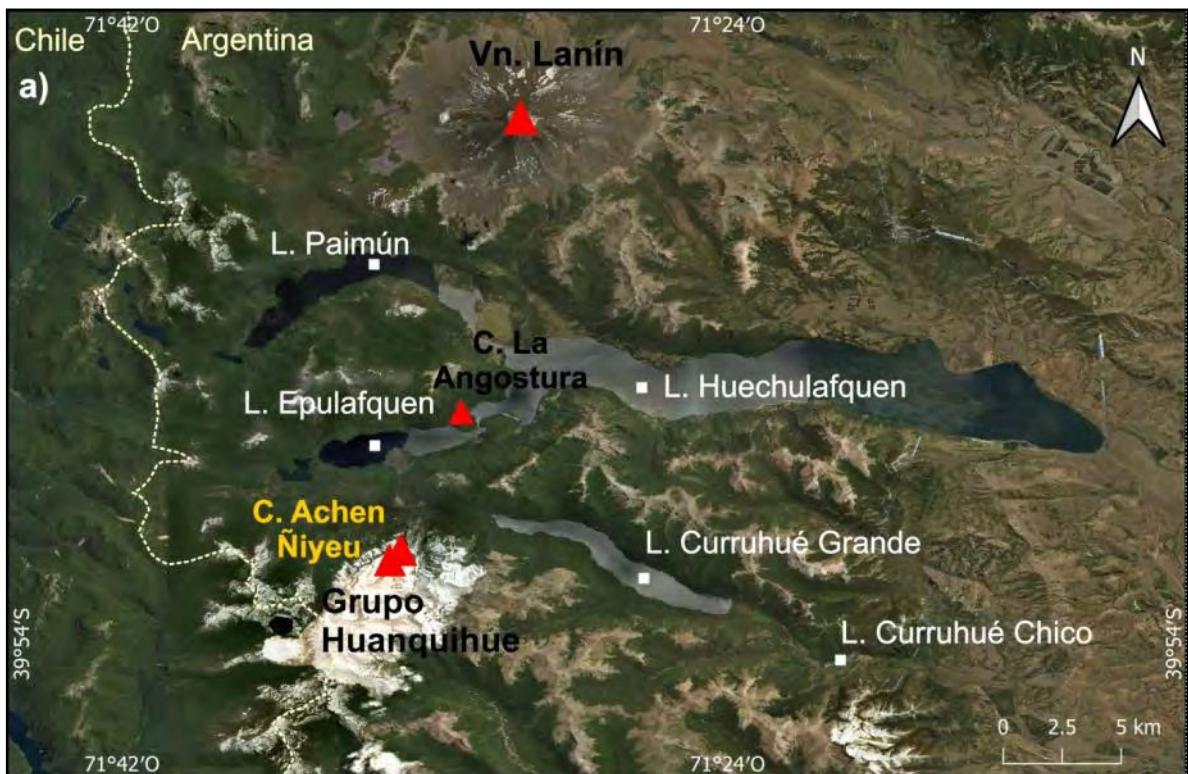 71°42'O
71°24'O
Chile
Argentina
a)
Vn. Lanín
N
L. Paimún
C. La
Angostura
L. Huechulafquen
L. Epulafquen
C. Achen
Ñiyeu
L. Curruhué Grande
Grupo
Huanquihue
L. Curruhué Chico
39°54'S
39°54'S
0 2.5 5 km
71°42'O
71°24'O